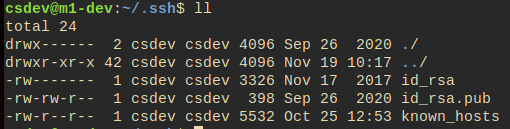 csdev@m1-dev:~/.ssh$ ll
total 24
drwx------  2 csdev csdev 4096 Sep 26  2020 ./
drwxr-xr-x 42 csdev csdev 4096 Nov 19 10:17 ../
-rw-------  1 csdev csdev 3326 Nov 17  2017 id_rsa
-rw-rw-r--  1 csdev csdev  398 Sep 26  2020 id_rsa.pub
-rw-r--r--  1 csdev csdev 5532 Oct 25 12:53 known_hosts